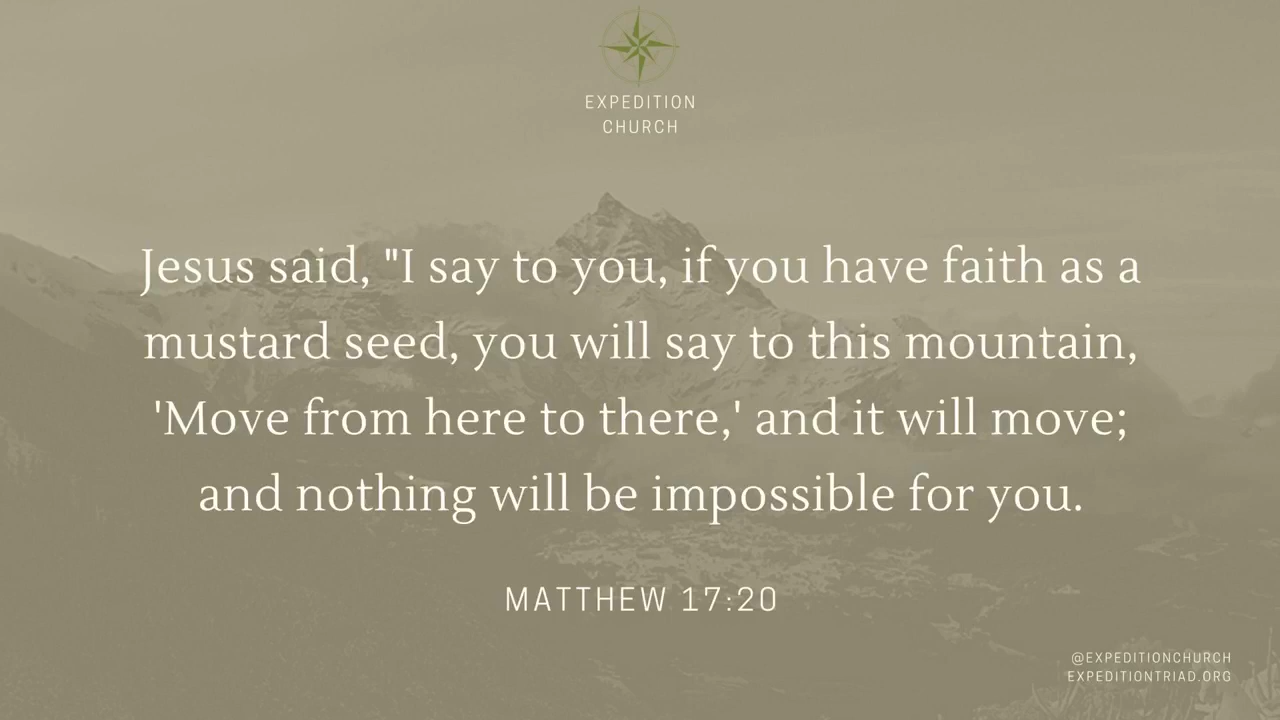 EXPEDITION
CHURCH
Jesus said, "I say to you, if you have faith as a
mustard seed, you will say to this mountain,
'Move from here to there,' and it will move;
and nothing will be impossible for you.
MATTHEW 17:20
@EXPEDITIONCHURCH
EXPEDITIONTRIAD.ORG